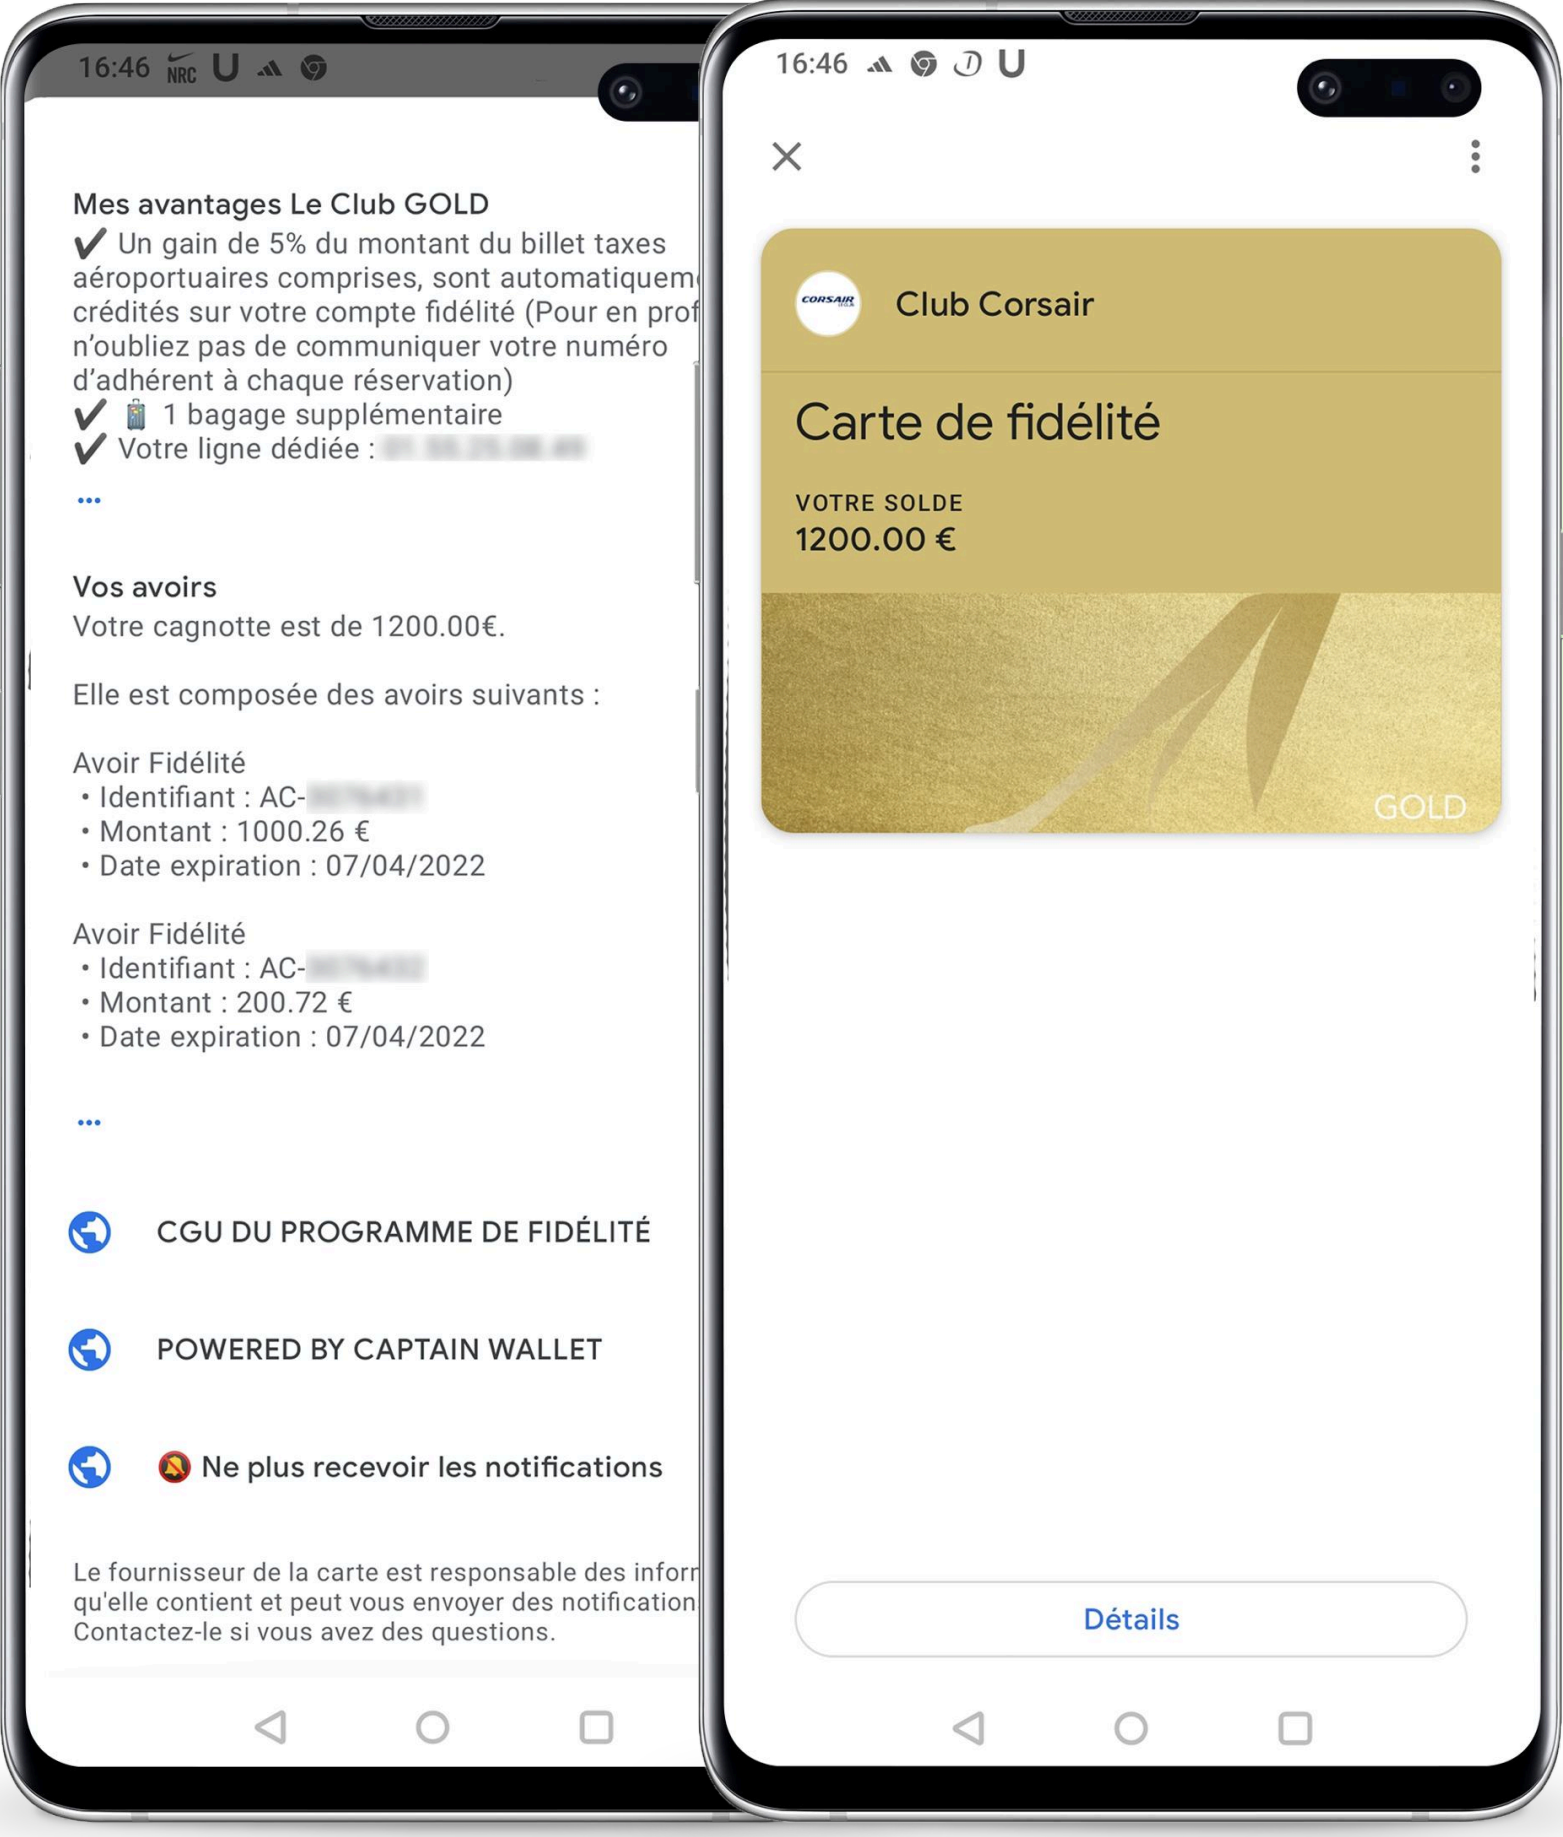 16:46 NRC U
Mes avantages Le Club GOLD
✔ Un gain de 5% du montant du billet taxes
aéroportuaires comprises, sont
crédités sur votre compte fidélité (Pour en
n’oubliez pas de communiquer votre numéro
d’adhérent à chaque réservation)
✔ 🧳 1 bagage supplémentaire
✔ Votre ligne dédiée :
...
Vos avoirs
Votre cagnotte est de 1200.00€.
Elle est composée des avoirs suivants :
Avoir Fidélité
• Identifiant : AC-
• Montant : 1000.26 €
• Date expiration : 07/04/2022
Avoir Fidélité
• Identifiant : AC-
• Montant : 200.72 €
• Date expiration : 07/04/2022
...
CGU DU PROGRAMME DE FIDÉLITÉ
POWERED BY CAPTAIN WALLET
🔕 Ne plus recevoir les notifications
Le fournisseur de la carte est responsable des
qu'elle contient et peut vous envoyer des notification
Contactez-le si vous avez des questions.
16:46 U
CORSAIR
Club Corsair
Carte de fidélité
VOTRE SOLDE
1200.00 €
GOLD
Détails